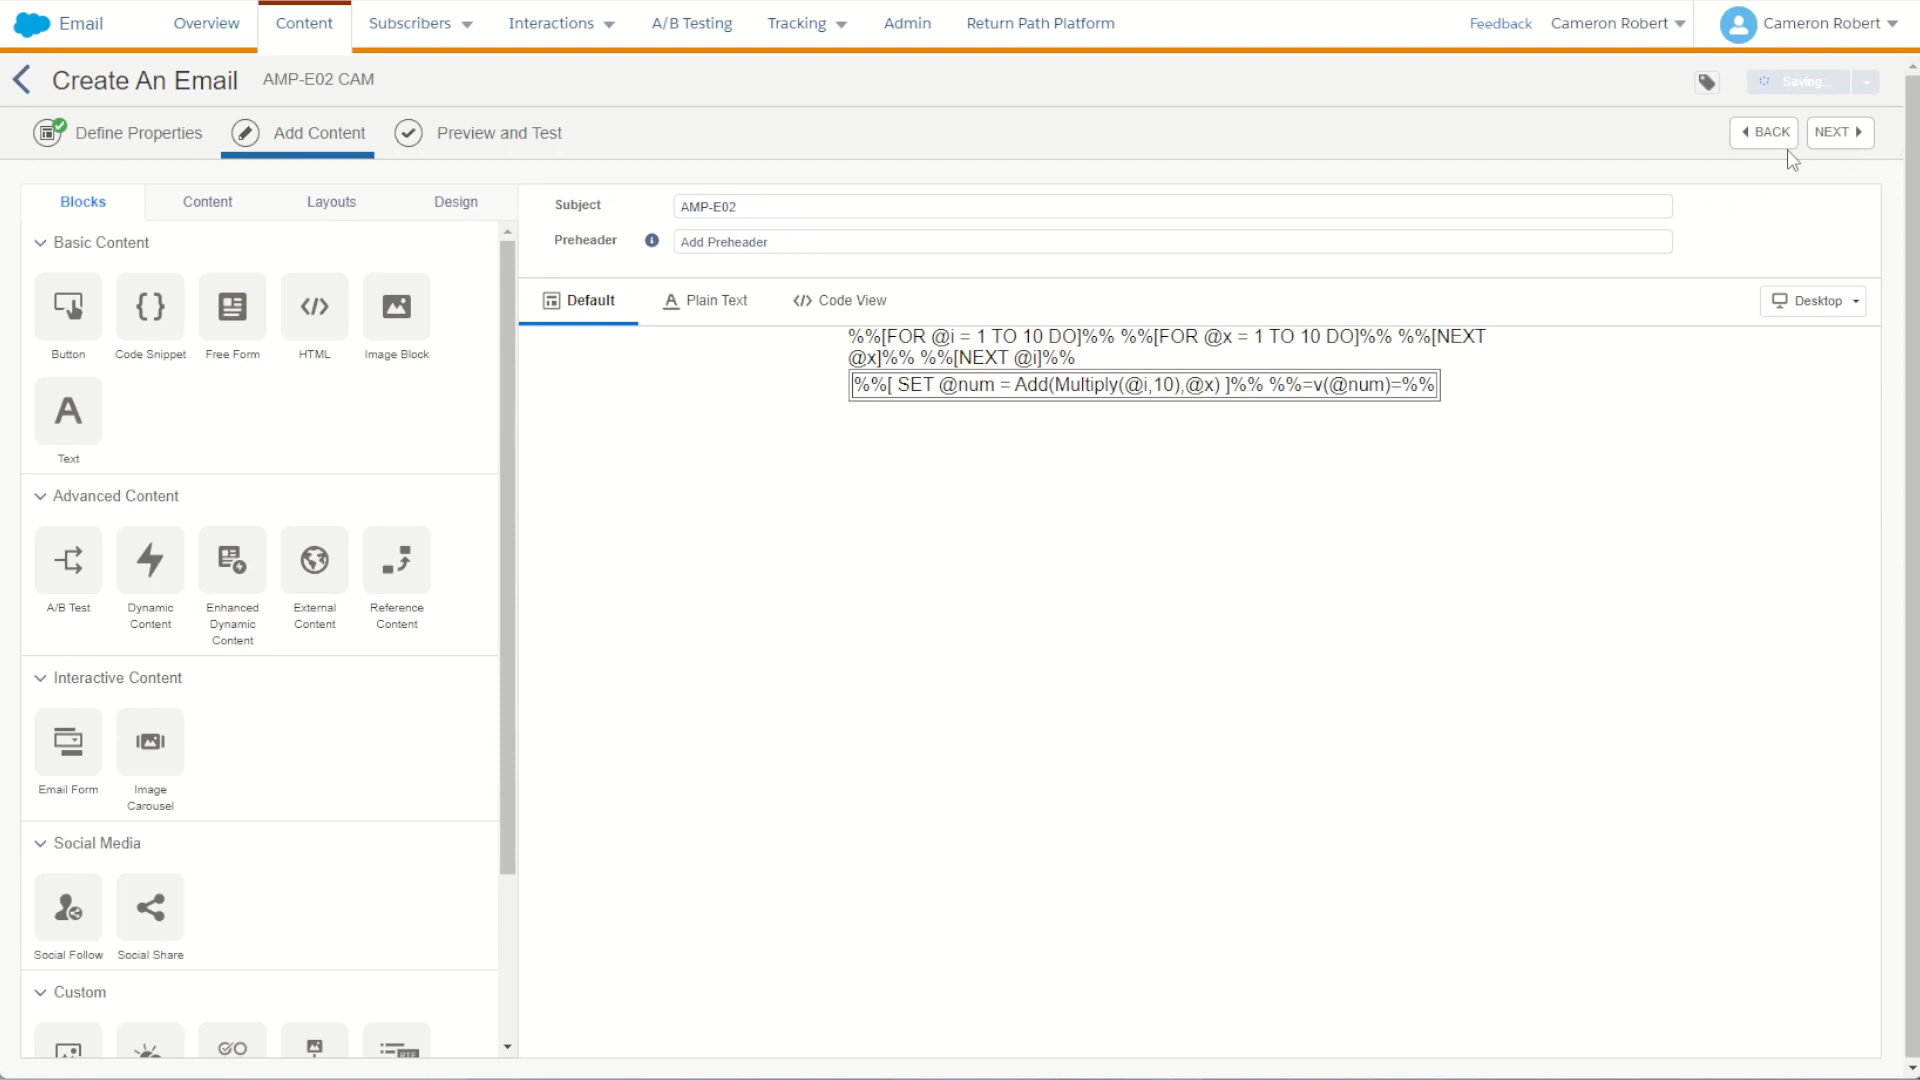 Email
Overview
Content
Subscribers
Interactions
A/B Testing
Tracking
Admin
Return Path Platform
Feedback
Cameron Robert
Cameron Robert
Create An Email
AMP-E02 CAM
Saving...
Define Properties
Add Content
Preview and Test
BACK
NEXT
Blocks
Content
Layouts
Design
Basic Content
Button
Code Snippet
Free Form
HTML
Image Block
Text
Advanced Content
A/B Test
Dynamic
Content
Enhanced
Dynamic
Content
External
Content
Reference
Content
Interactive Content
Email Form
Image
Carousel
Social Media
Social Follow
Social Share
Custom
Subject
AMP-E02
Preheader
Add Preheader
Default
Plain Text
Code View
Desktop
%%[FOR @i = 1 TO 10 DO]%% %%[FOR @x = 1 TO 10 DO]%% %%[NEXT
@x]%% %%[NEXT @i]%%
%%[ SET @num = Add(Multiply(@i,10),@x) ]%% %%=v(@num)=%%